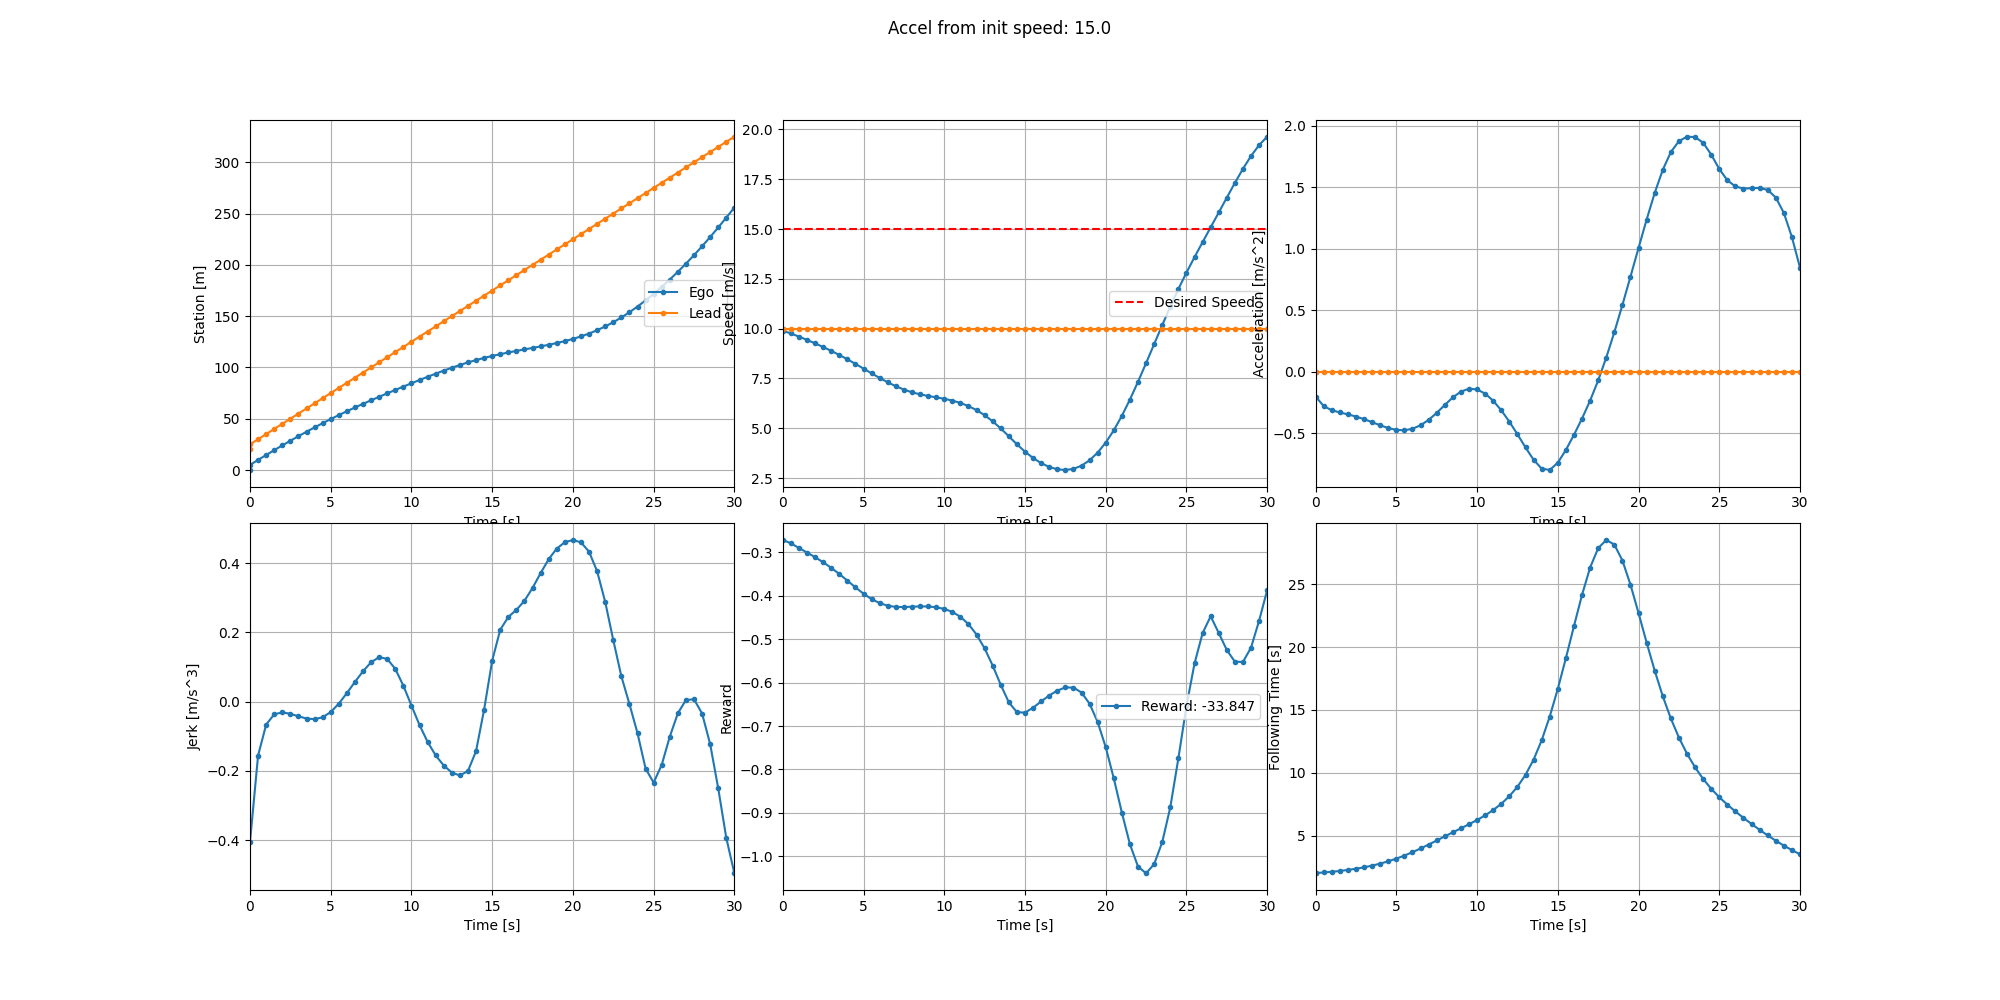 Accel from init speed: 15.0
Station [m]
300
250
200
150
100
50
0
Ego
Lead
0 5 10 15 20 25 30
Time [s]
Speed [m/s]
20.0
17.5
15.0
12.5
10.0
7.5
5.0
2.5
Desired Speed
0 5 10 15 20 25 30
Time [s]
Acceleration [m/s^2]
2.0
1.5
1.0
0.5
0.0
−0.5
0 5 10 15 20 25 30
Time [s]
Jerk [m/s^3]
0.4
0.2
0.0
−0.2
−0.4
0 5 10 15 20 25 30
Time [s]
Reward
−0.3
−0.4
−0.5
−0.6
−0.7
−0.8
−0.9
−1.0
Reward: -33.847
0 5 10 15 20 25 30
Time [s]
Following Time [s]
25
20
15
10
5
0 5 10 15 20 25 30
Time [s]